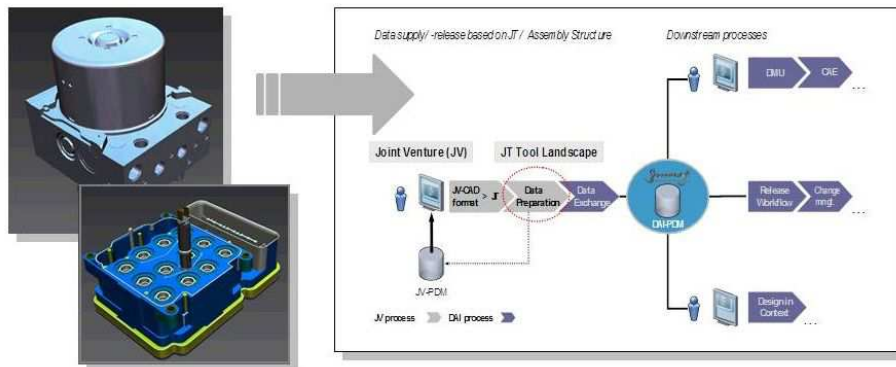 Data supply/ -release based on JT / Assembly Structure
Downstream processes
DMU
CAE
...
Joint Venture (JV)
JT Tool Landscape
JV-CAD
format > JT
Data
Preparation
Data
Exchange
DAI-PDM
Release
Workflow
Change
mngt.
...
JV-PDM
Design in
Context
...
JV process
DAI process